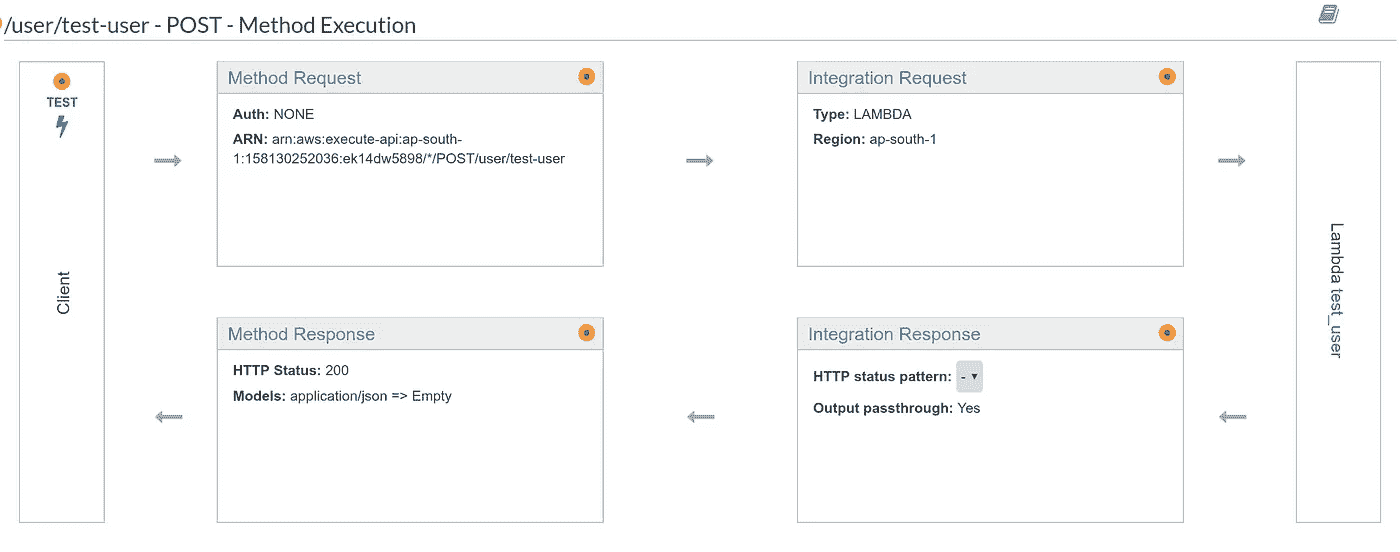 /user/test-user - POST - Method Execution
TEST
Client
Method Request
Auth: NONE
ARN: arn:aws:execute-api:ap-south-
1:158130252036:ek14dw5898/*/POST/user/test-user
Integration Request
Type: LAMBDA
Region: ap-south-1
Lambda test_user
Method Response
HTTP Status: 200
Models: application/json => Empty
Integration Response
HTTP status pattern: - ▾
Output passthrough: Yes